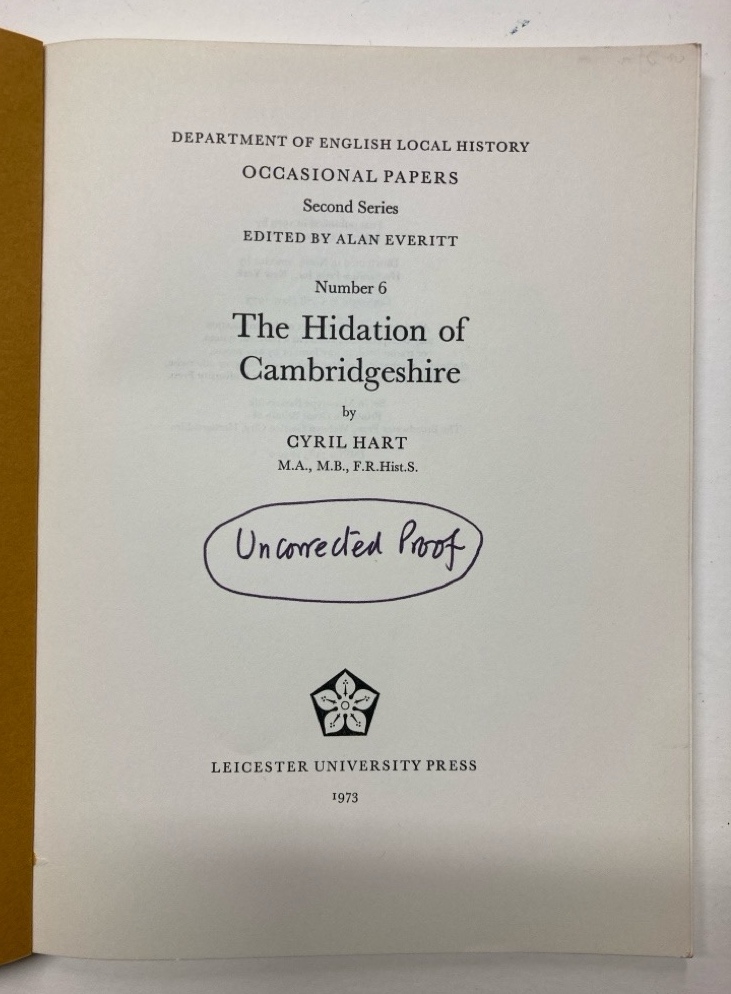 DEPARTMENT OF ENGLISH LOCAL HISTORY
OCCASIONAL PAPERS
Second Series
EDITED BY ALAN EVERITT
Number 6
The Hidation of
Cambridgeshire
by
CYRIL HART
M.A., M.B., F.R.Hist.S.
Uncorrected Proof
LEICESTER UNIVERSITY PRESS
1973